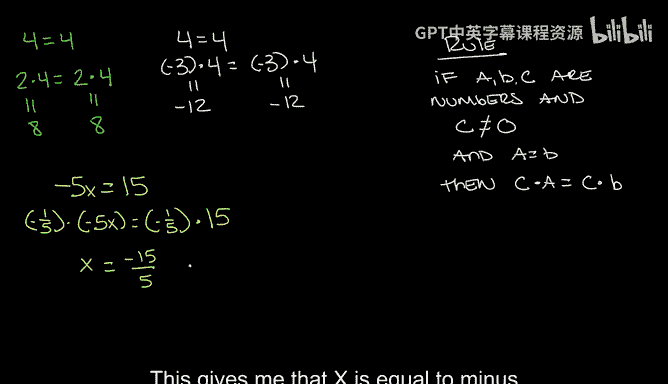 GPT中英字幕课程资源 bilibili
4=4
2·4=2·4
||  ||
8  8
4=4
(-3)·4=(-3)·4
||  ||
-12  -12
RULE
iF A,b,C ARE
NUMBERS AND
C≠O
AND A=b
then C·A=C·b
-5x=15
(-1/5)·(-5x)=(-1/5)·15
x=-15/5
This gives me that X is equal to minus